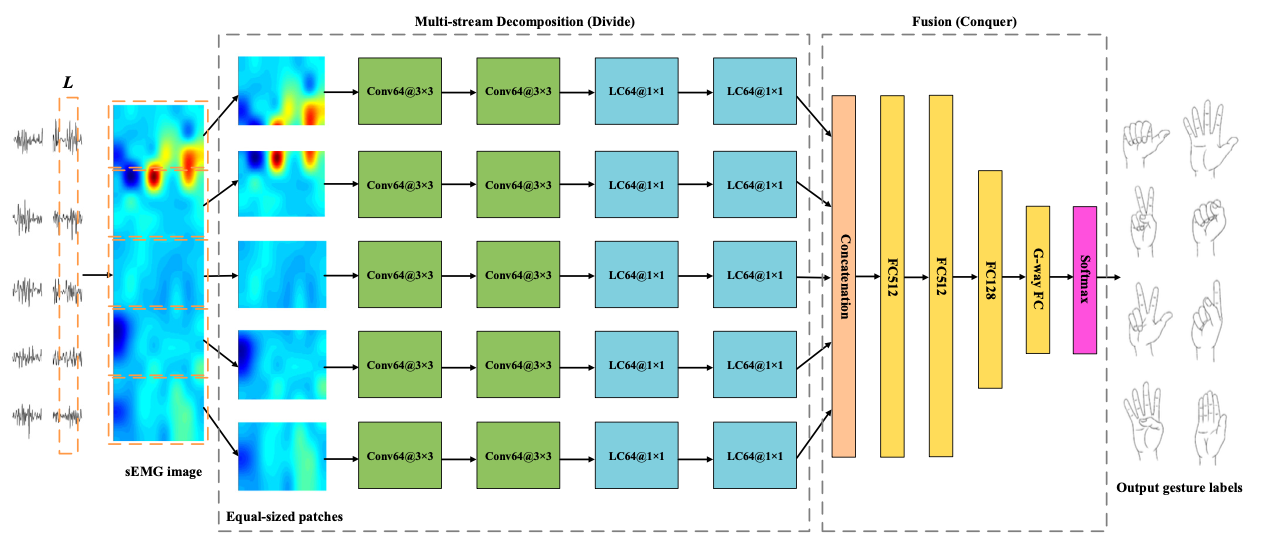 Multi-stream Decomposition (Divide)
Fusion (Conquer)
L
Conv64@3×3
Conv64@3×3
LC64@1×1
LC64@1×1
Conv64@3×3
Conv64@3×3
LC64@1×1
LC64@1×1
Conv64@3×3
Conv64@3×3
LC64@1×1
LC64@1×1
Conv64@3×3
Conv64@3×3
LC64@1×1
LC64@1×1
Conv64@3×3
Conv64@3×3
LC64@1×1
LC64@1×1
Concatenation
FC512
FC512
FC128
G-way FC
Softmax
sEMG image
Equal-sized patches
Output gesture labels